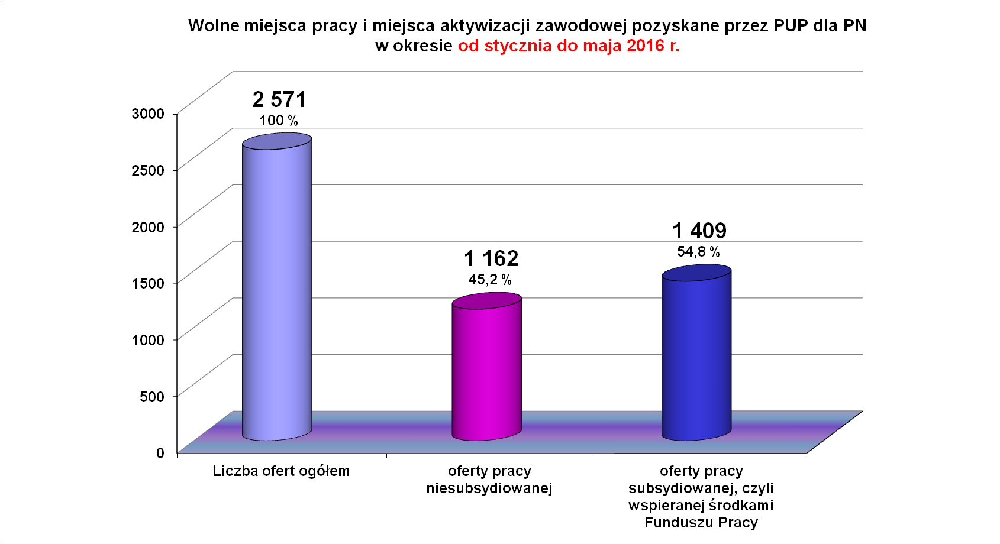 Wolne miejsca pracy i miejsca aktywizacji zawodowej pozyskane przez PUP dla PN
w okresie od stycznia do maja 2016 r.
3000
2500
2000
1500
1000
500
0
2 571
100 %
1 162
45,2 %
1 409
54,8 %
Liczba ofert ogółem
oferty pracy
niesubsydiowanej
oferty pracy
subsydiowanej, czyli
wspieranej środkami
Funduszu Pracy